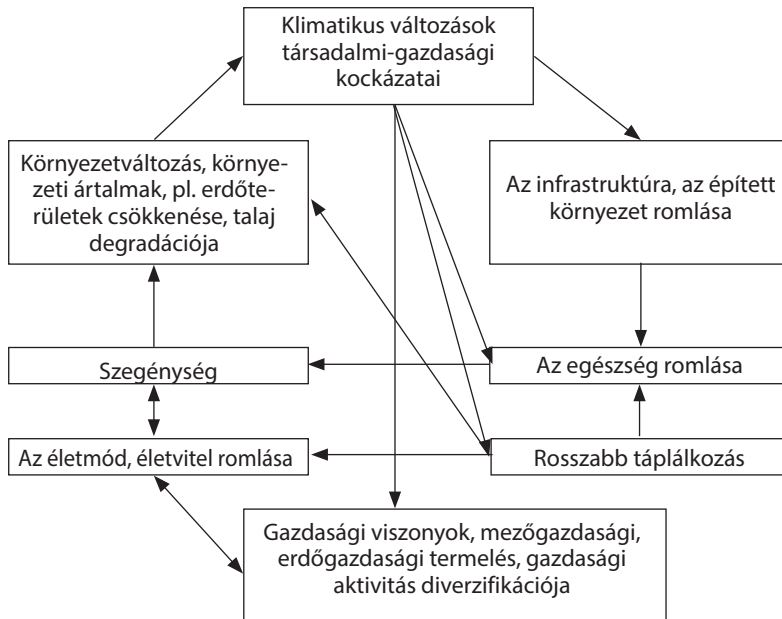 Klimatikus változások
társadalmi-gazdasági
kockázatai
Környezetváltozás, környe-
zeti ártalmak, pl. erdőte-
rületek csökkenése, talaj
degradációja
Az infrastruktúra, az épített
környezet romlása
Szegénység
Az egészség romlása
Az életmód, életvitel romlása
Rosszabb táplálkozás
Gazdasági viszonyok, mezőgazdasági,
erdőgazdasági termelés, gazdasági
aktivitás diverzifikációja